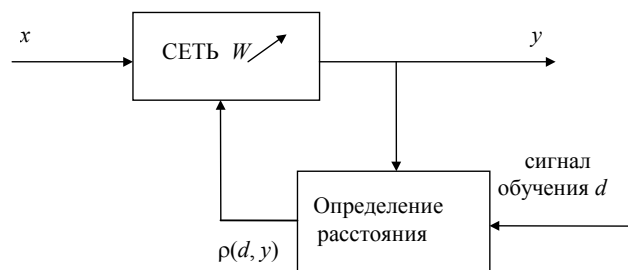 x
СЕТЬ W
y
сигнал
обучения d
Определение
расстояния
ρ(d, y)